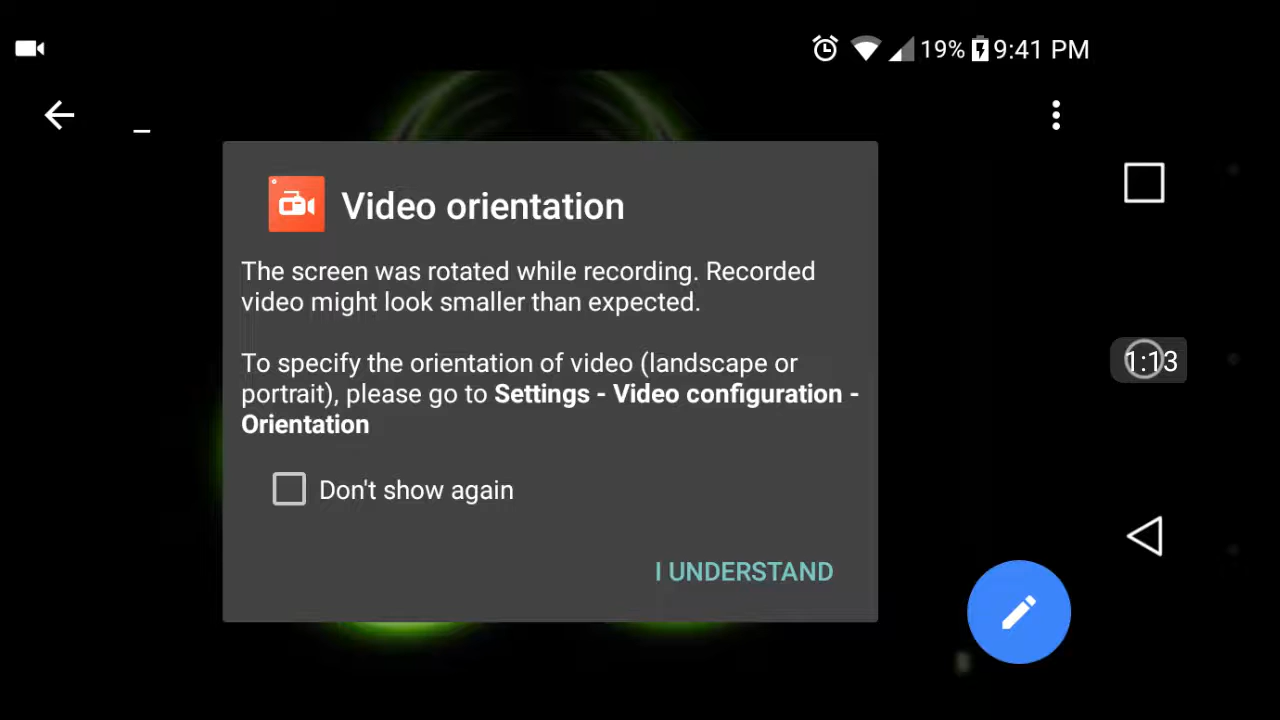 19% 9:41 PM
_
Video orientation
The screen was rotated while recording. Recorded
video might look smaller than expected.
To specify the orientation of video (landscape or
portrait), please go to Settings - Video configuration -
Orientation
1:13
Don't show again
I UNDERSTAND